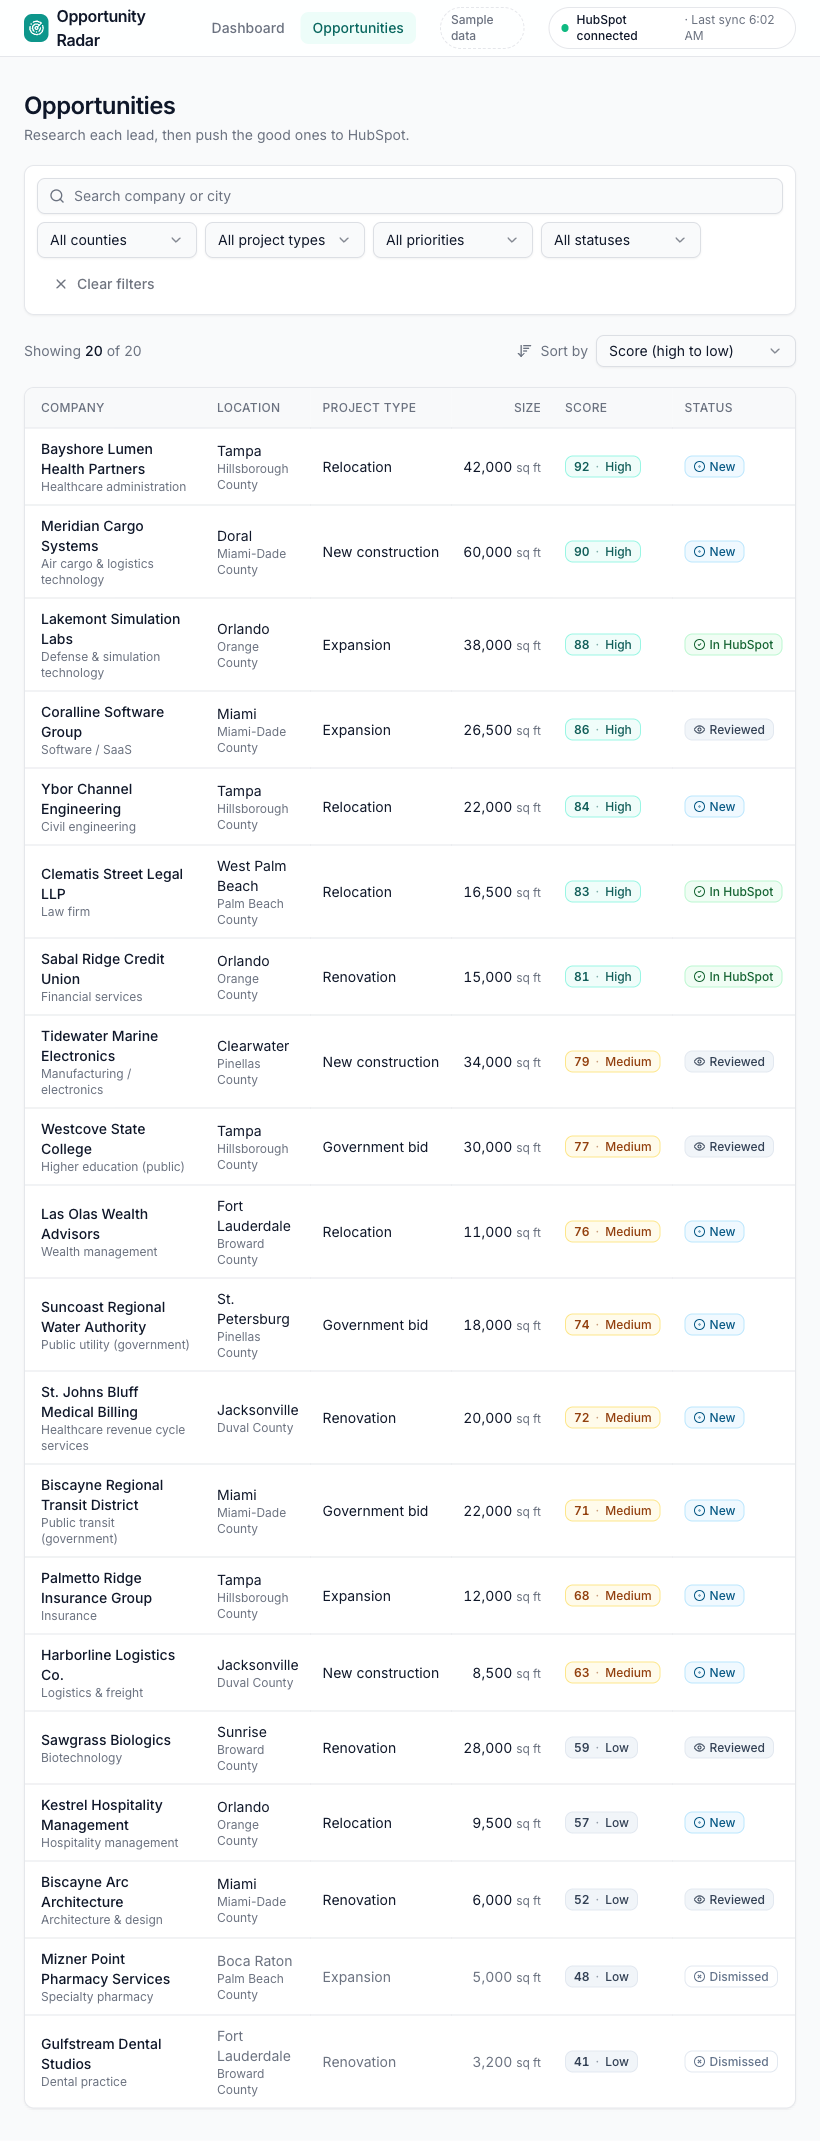 Opportunity
Radar
Dashboard
Opportunities
Sample
data
HubSpot
connected
· Last sync 6:02
AM
Opportunities
Research each lead, then push the good ones to HubSpot.
Search company or city
All counties
All project types
All priorities
All statuses
Clear filters
Showing 20 of 20
Sort by
Score (high to low)
COMPANY LOCATION PROJECT TYPE SIZE SCORE STATUS
Bayshore Lumen
Health Partners
Healthcare administration
Tampa
Hillsborough
County
Relocation
42,000 sq ft
92 · High
New
Meridian Cargo
Systems
Air cargo & logistics
technology
Doral
Miami-Dade
County
New construction
60,000 sq ft
90 · High
New
Lakemont Simulation
Labs
Defense & simulation
technology
Orlando
Orange
County
Expansion
38,000 sq ft
88 · High
In HubSpot
Coralline Software
Group
Software / SaaS
Miami
Miami-Dade
County
Expansion
26,500 sq ft
86 · High
Reviewed
Ybor Channel
Engineering
Civil engineering
Tampa
Hillsborough
County
Relocation
22,000 sq ft
84 · High
New
Clematis Street Legal
LLP
Law firm
West Palm
Beach
Palm Beach
County
Relocation
16,500 sq ft
83 · High
In HubSpot
Sabal Ridge Credit
Union
Financial services
Orlando
Orange
County
Renovation
15,000 sq ft
81 · High
In HubSpot
Tidewater Marine
Electronics
Manufacturing /
electronics
Clearwater
Pinellas
County
New construction
34,000 sq ft
79 · Medium
Reviewed
Westcove State
College
Higher education (public)
Tampa
Hillsborough
County
Government bid
30,000 sq ft
77 · Medium
Reviewed
Las Olas Wealth
Advisors
Wealth management
Fort
Lauderdale
Broward
County
Relocation
11,000 sq ft
76 · Medium
New
Suncoast Regional
Water Authority
Public utility (government)
St.
Petersburg
Pinellas
County
Government bid
18,000 sq ft
74 · Medium
New
St. Johns Bluff
Medical Billing
Healthcare revenue cycle
services
Jacksonville
Duval County
Renovation
20,000 sq ft
72 · Medium
New
Biscayne Regional
Transit District
Public transit
(government)
Miami
Miami-Dade
County
Government bid
22,000 sq ft
71 · Medium
New
Palmetto Ridge
Insurance Group
Insurance
Tampa
Hillsborough
County
Expansion
12,000 sq ft
68 · Medium
New
Harborline Logistics
Co.
Logistics & freight
Jacksonville
Duval County
New construction
8,500 sq ft
63 · Medium
New
Sawgrass Biologics
Biotechnology
Sunrise
Broward
County
Renovation
28,000 sq ft
59 · Low
Reviewed
Kestrel Hospitality
Management
Hospitality management
Orlando
Orange
County
Relocation
9,500 sq ft
57 · Low
New
Biscayne Arc
Architecture
Architecture & design
Miami
Miami-Dade
County
Renovation
6,000 sq ft
52 · Low
Reviewed
Mizner Point
Pharmacy Services
Specialty pharmacy
Boca Raton
Palm Beach
County
Expansion
5,000 sq ft
48 · Low
Dismissed
Gulfstream Dental
Studios
Dental practice
Fort
Lauderdale
Broward
County
Renovation
3,200 sq ft
41 · Low
Dismissed